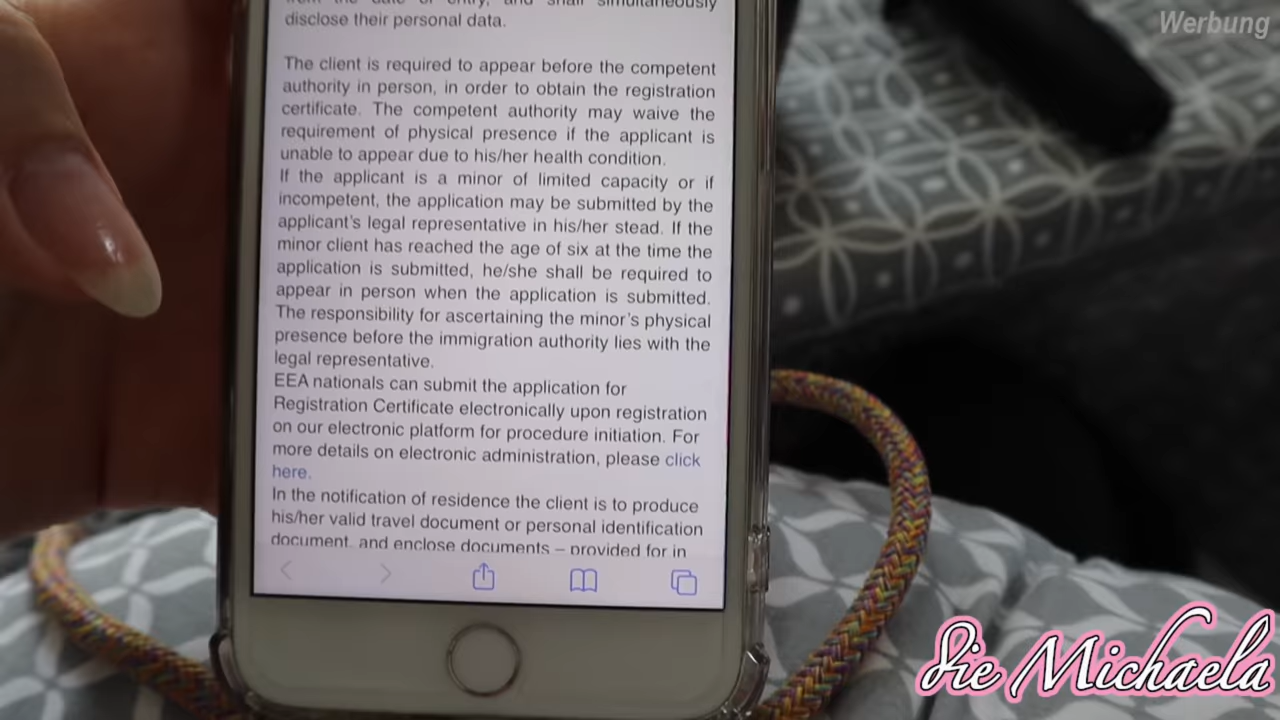 Werbung
from the date of entry, and shall simultaneously
disclose their personal data.
The client is required to appear before the competent
authority in person, in order to obtain the registration
certificate. The competent authority may waive the
requirement of physical presence if the applicant is
unable to appear due to his/her health condition.
If the applicant is a minor of limited capacity or if
incompetent, the application may be submitted by the
applicant's legal representative in his/her stead. If the
minor client has reached the age of six at the time the
application is submitted, he/she shall be required to
appear in person when the application is submitted.
The responsibility for ascertaining the minor's physical
presence before the immigration authority lies with the
legal representative.
EEA nationals can submit the application for
Registration Certificate electronically upon registration
on our electronic platform for procedure initiation. For
more details on electronic administration, please click
here.
In the notification of residence the client is to produce
his/her valid travel document or personal identification
document, and enclose documents – provided for in
die Michaela